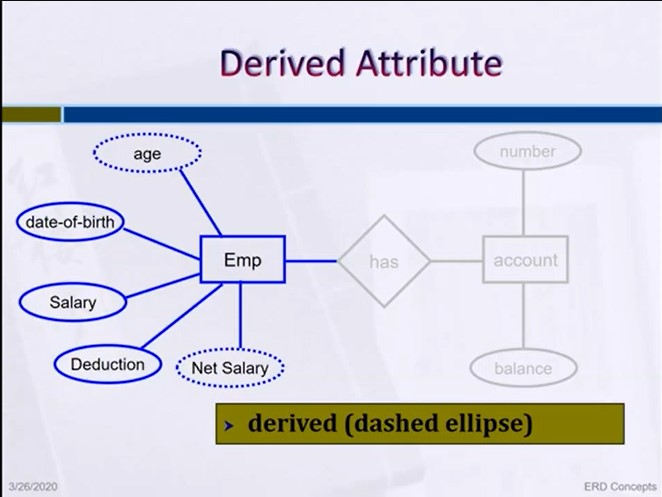 Derived Attribute
age
number
date-of-birth
Emp
has
account
Salary
Deduction
Net Salary
balance
➢ derived (dashed ellipse)
3/26/2020
ERD Concepts